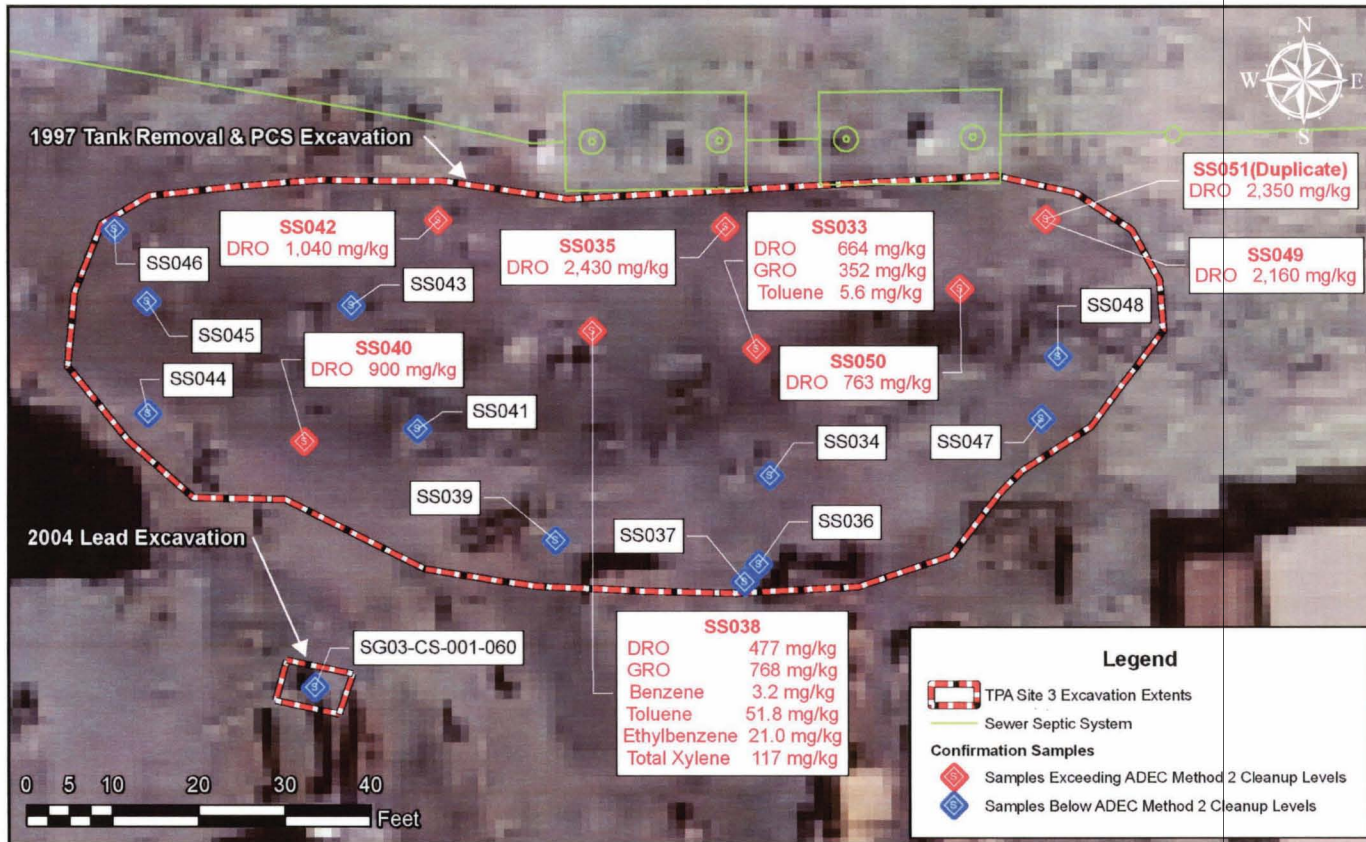 N
W E
S
1997 Tank Removal & PCS Excavation
SS051(Duplicate)
DRO 2,350 mg/kg
SS042
DRO 1,040 mg/kg
SS035
DRO 2,430 mg/kg
SS033
DRO 664 mg/kg
GRO 352 mg/kg
Toluene 5.6 mg/kg
SS049
DRO 2,160 mg/kg
SS046
SS043
SS045
SS048
SS040
DRO 900 mg/kg
SS050
DRO 763 mg/kg
SS044
SS041
SS034
SS047
SS039
SS037
SS036
2004 Lead Excavation
SG03-CS-001-060
SS038
DRO 477 mg/kg
GRO 768 mg/kg
Benzene 3.2 mg/kg
Toluene 51.8 mg/kg
Ethylbenzene 21.0 mg/kg
Total Xylene 117 mg/kg
0 5 10 20 30 40
Feet
Legend
TPA Site 3 Excavation Extents
Sewer Septic System
Confirmation Samples
S Samples Exceeding ADEC Method 2 Cleanup Levels
S Samples Below ADEC Method 2 Cleanup Levels